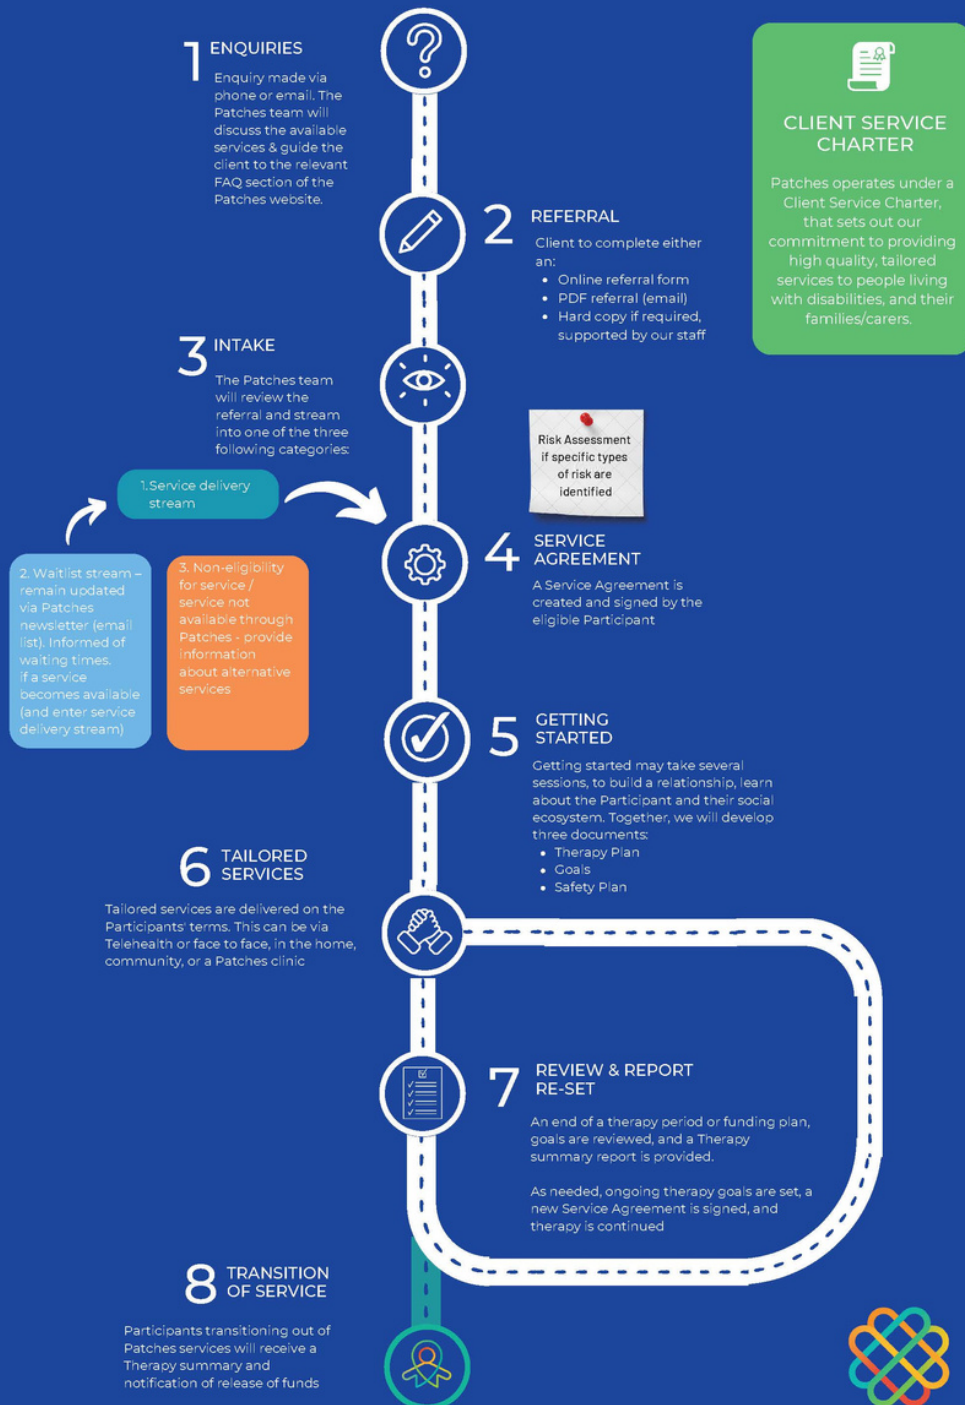 1 ENQUIRIES
Enquiry made via
phone or email. The
Patches team will
discuss the available
services & guide the
client to the relevant
FAQ section of the
Patches website.
CLIENT SERVICE
CHARTER
Patches operates under a
Client Service Charter,
that sets out our
commitment to providing
high quality, tailored
services to people living
with disabilities, and their
families/carers.
2 REFERRAL
Client to complete either
an:
• Online referral form
• PDF referral (email)
• Hard copy if required,
supported by our staff
3 INTAKE
The Patches team
will review the
referral and stream
into one of the three
following categories:
1.Service delivery
stream
2. Waitlist stream –
remain updated
via Patches
newsletter (email
list). Informed of
waiting times.
if a service
becomes available
(and enter service
delivery stream)
3. Non-eligibility
for service /
service not
available through
Patches - provide
information
about alternative
services
Risk Assessment
if specific types
of risk are
identified
4 SERVICE
AGREEMENT
A Service Agreement is
created and signed by the
eligible Participant
5 GETTING
STARTED
Getting started may take several
sessions, to build a relationship, learn
about the Participant and their social
ecosystem. Together, we will develop
three documents:
• Therapy Plan
• Goals
• Safety Plan
6 TAILORED
SERVICES
Tailored services are delivered on the
Participants' terms. This can be via
Telehealth or face to face, in the home,
community, or a Patches clinic
7 REVIEW & REPORT
RE-SET
An end of a therapy period or funding plan,
goals are reviewed, and a Therapy
summary report is provided.
As needed, ongoing therapy goals are set, a
new Service Agreement is signed, and
therapy is continued
8 TRANSITION
OF SERVICE
Participants transitioning out of
Patches services will receive a
Therapy summary and
notification of release of funds